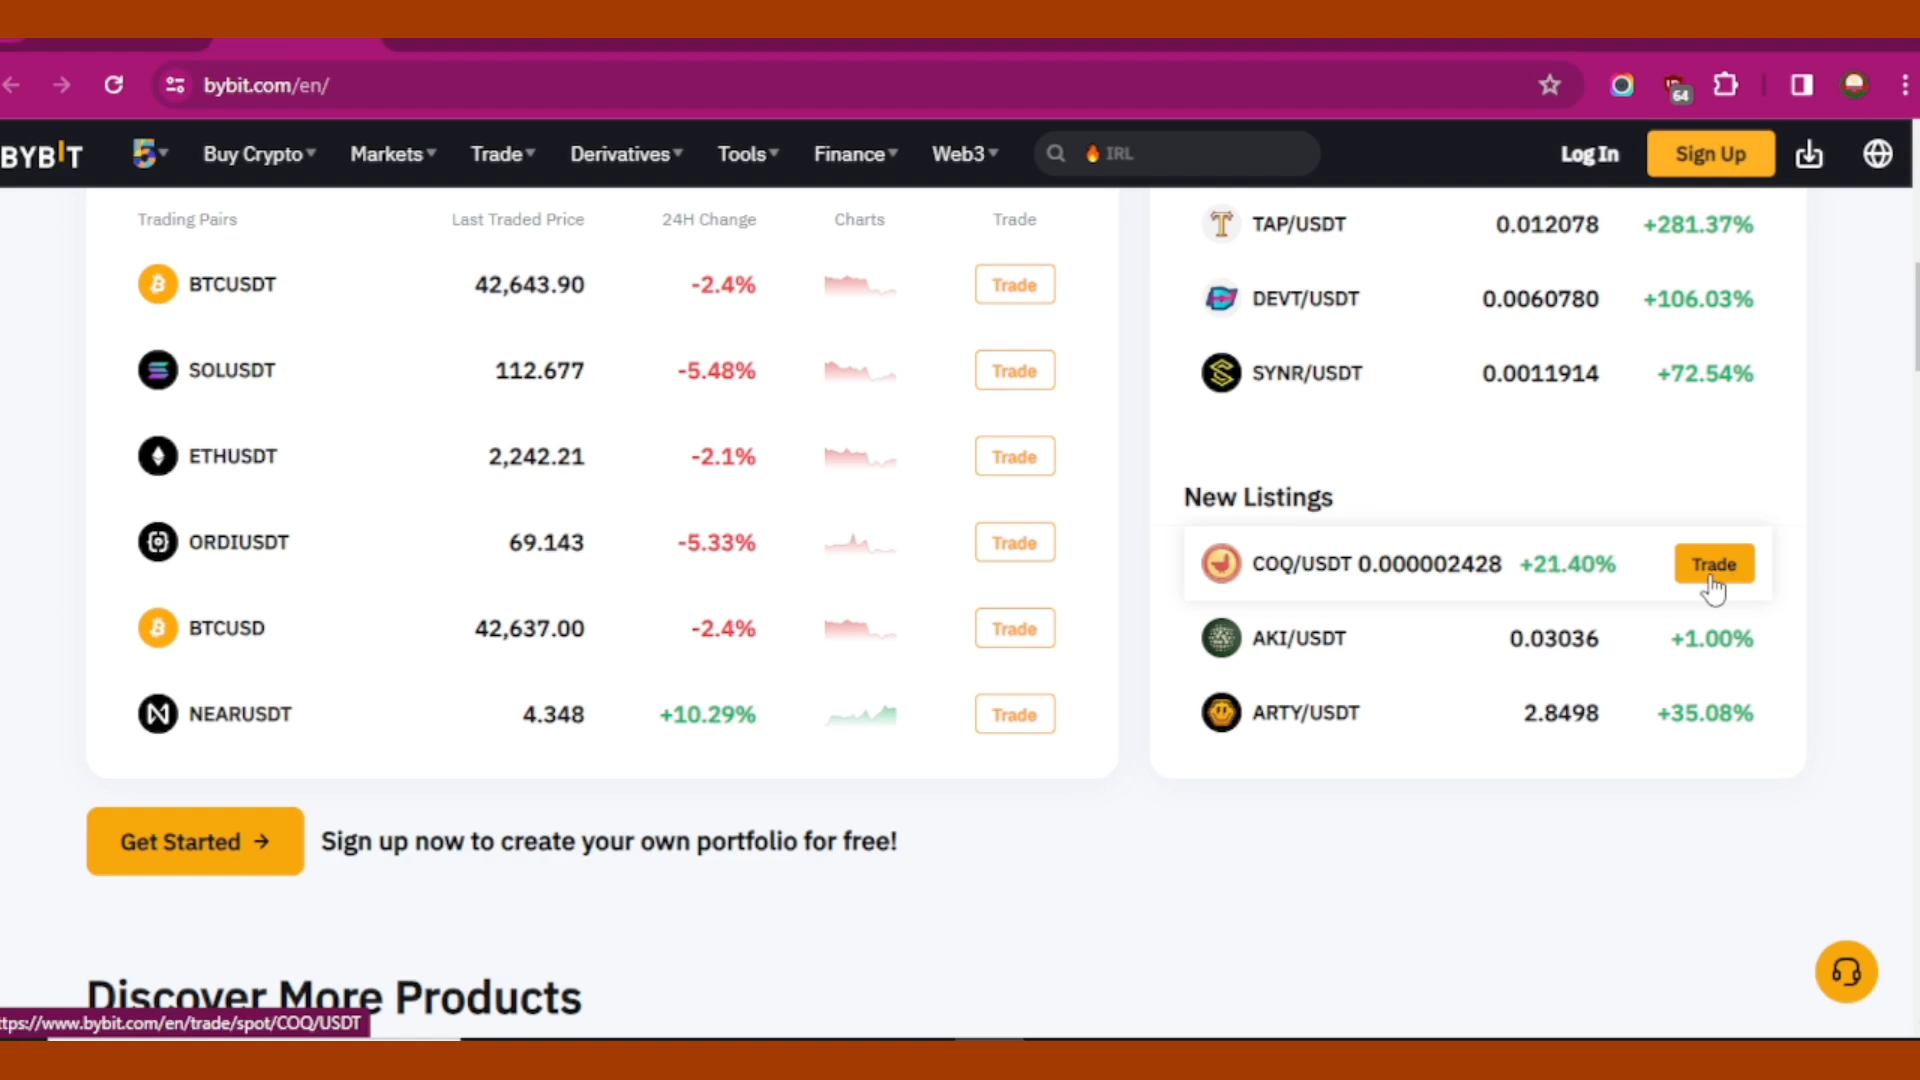 bybit.com/en/
64
BYBIT
Buy Crypto
Markets
Trade
Derivatives
Tools
Finance
Web3
IRL
Log In
Sign Up
Trading Pairs Last Traded Price 24H Change Charts Trade
BTCUSDT 42,643.90 -2.4% Trade
SOLUSDT 112.677 -5.48% Trade
ETHUSDT 2,242.21 -2.1% Trade
ORDIUSDT 69.143 -5.33% Trade
BTCUSD 42,637.00 -2.4% Trade
NEARUSDT 4.348 +10.29% Trade
TAP/USDT 0.012078 +281.37%
DEVT/USDT 0.0060780 +106.03%
SYNR/USDT 0.0011914 +72.54%
New Listings
COQ/USDT 0.000002428 +21.40% Trade
AKI/USDT 0.03036 +1.00%
ARTY/USDT 2.8498 +35.08%
Get Started →
Sign up now to create your own portfolio for free!
Discover More Products
ttps://www.bybit.com/en/trade/spot/COQ/USDT